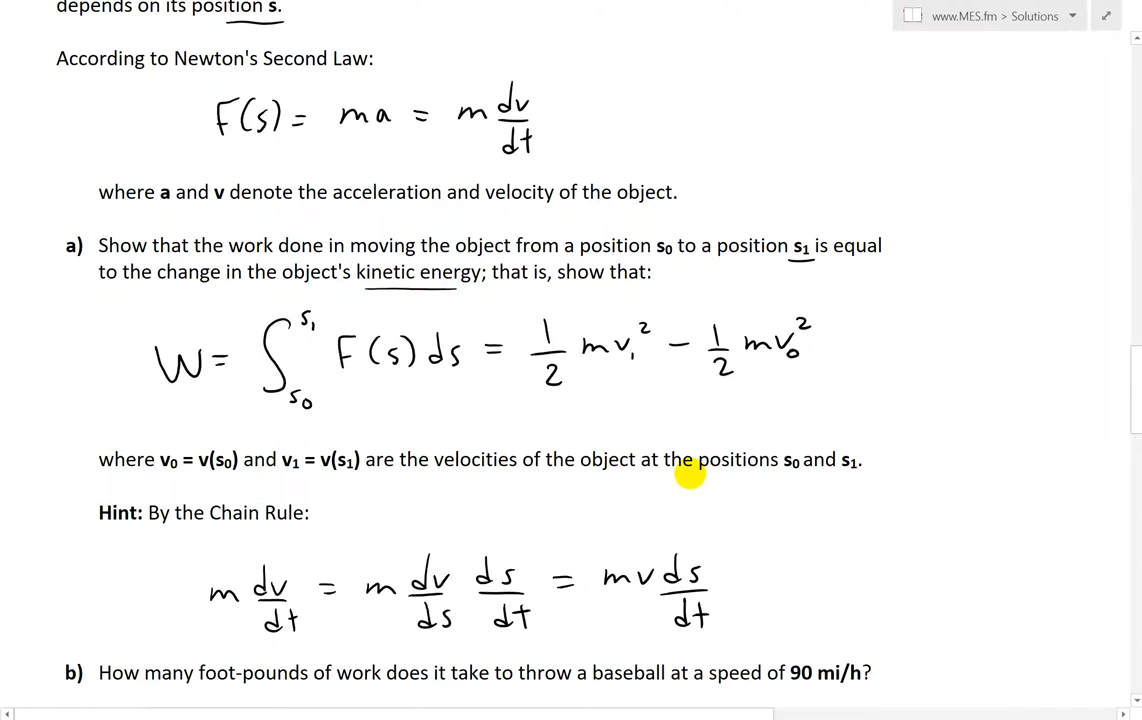 depends on its position s.
www.MES.fm > Solutions
According to Newton's Second Law:
F(s) = ma = m dv/dt
where a and v denote the acceleration and velocity of the object.
a) Show that the work done in moving the object from a position s₀ to a position s₁ is equal
to the change in the object's kinetic energy; that is, show that:
W = ∫_{s₀}^{s₁} F(s) ds = 1/2 mv₁² − 1/2 mv₀²
where v₀ = v(s₀) and v₁ = v(s₁) are the velocities of the object at the positions s₀ and s₁.
Hint: By the Chain Rule:
m dv/dt = m dv/ds ds/dt = mv ds/dt
b) How many foot-pounds of work does it take to throw a baseball at a speed of 90 mi/h?